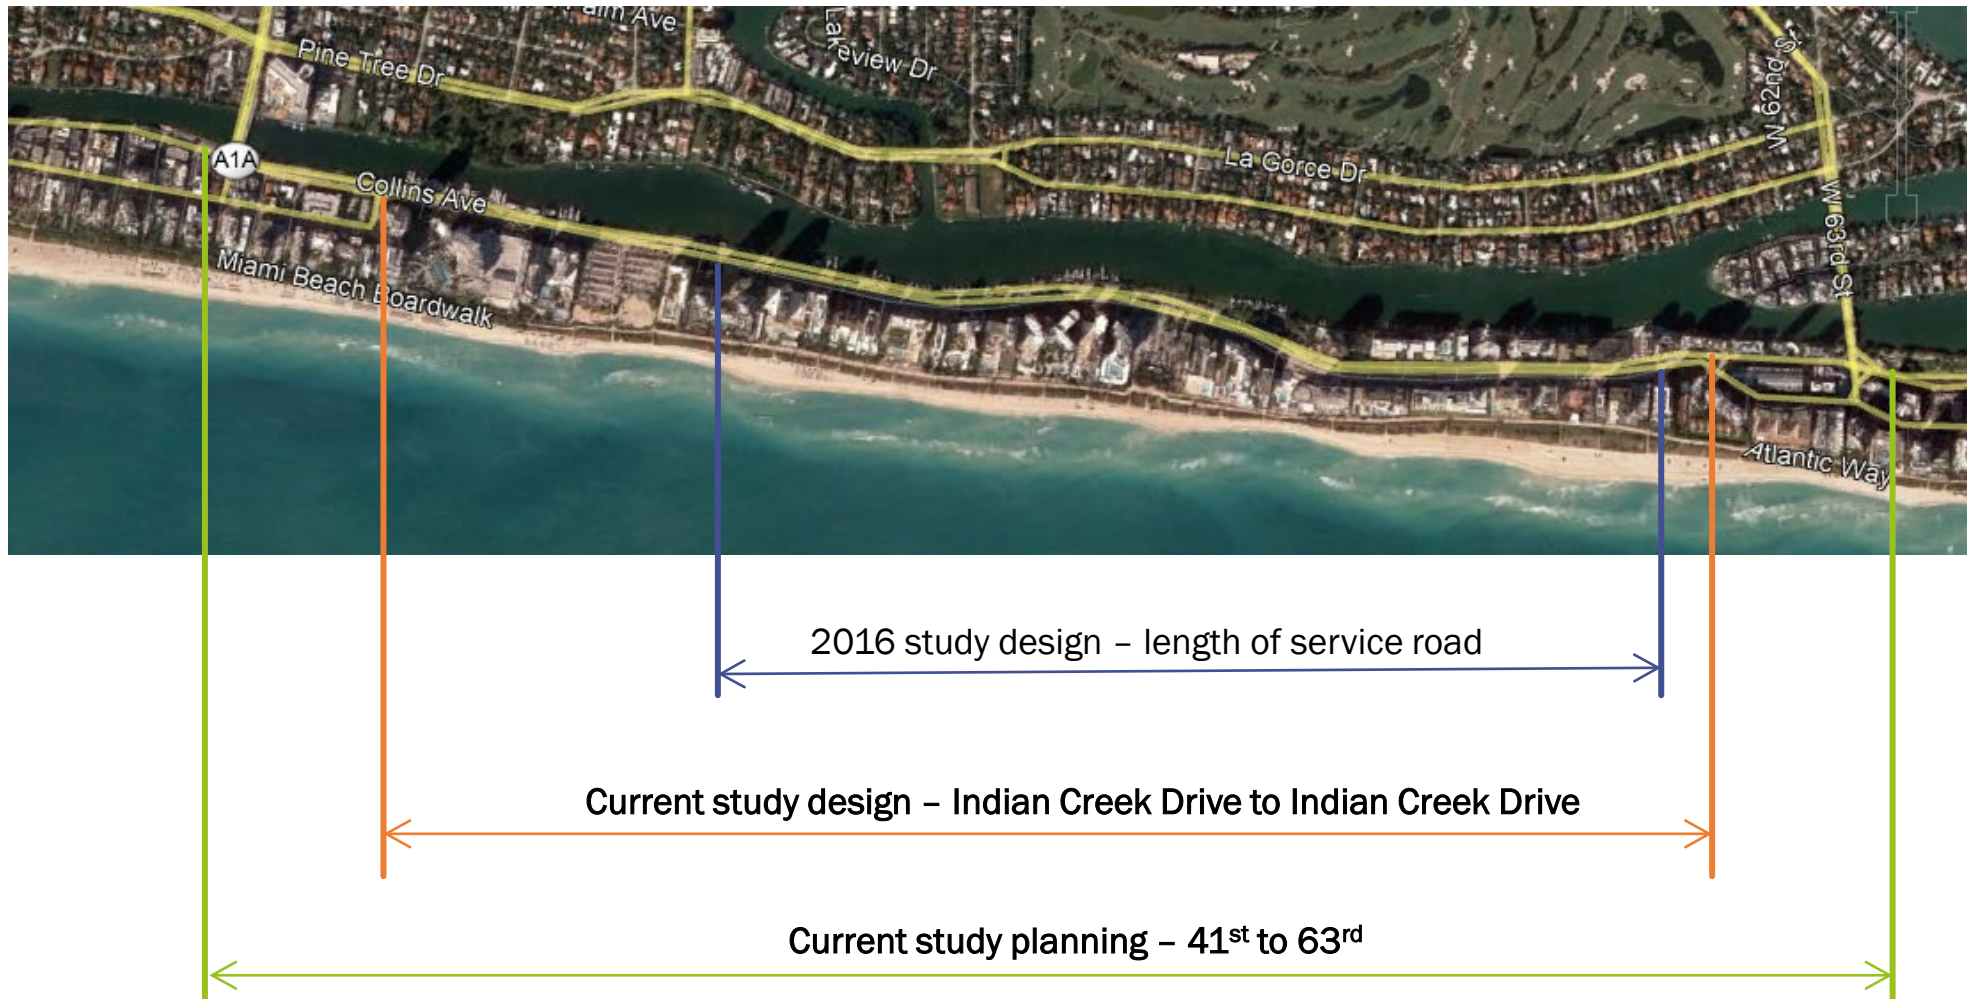 Palm Ave
Lakeview Dr
Pine Tree Dr
W 62nd St
La Gorce Dr
A1A
Collins Ave
W 63rd St
Miami Beach Boardwalk
Atlantic Way
2016 study design – length of service road
Current study design – Indian Creek Drive to Indian Creek Drive
Current study planning – 41st to 63rd